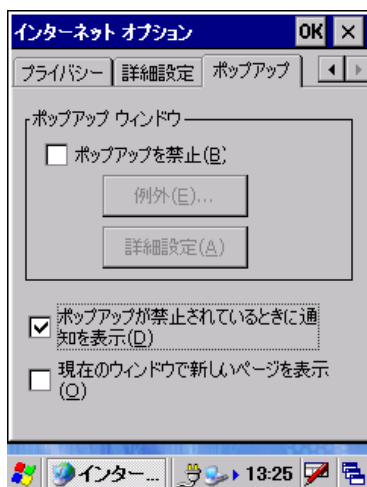 インターネット オプション OK ×
プライバシー 詳細設定 ポップアップ
ポップアップ ウィンドウ
ポップアップを禁止(B)
例外(E)...
詳細設定(A)
ポップアップが禁止されているときに通
知を表示(D)
現在のウィンドウで新しいページを表示
(O)
インター... 13:25